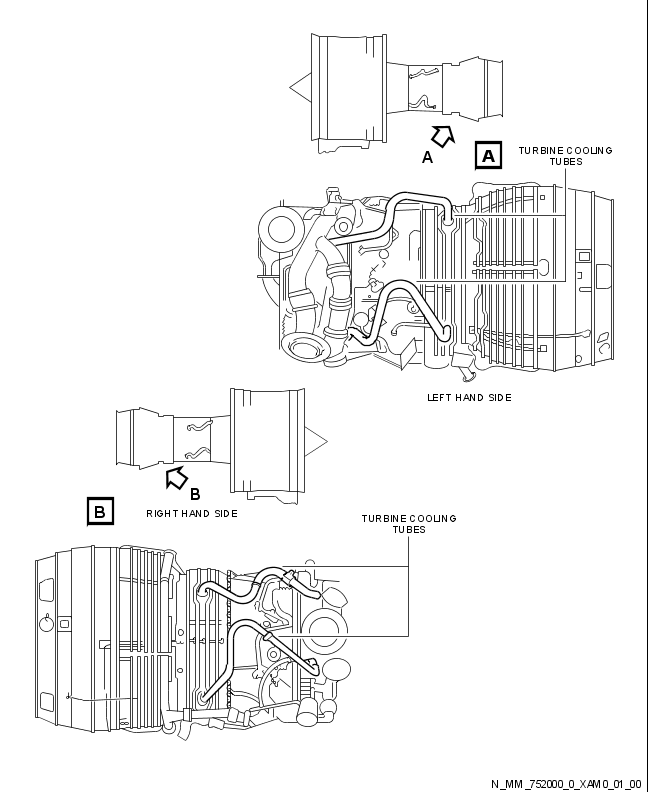 A
A
TURBINE COOLING
TUBES
LEFT HAND SIDE
B
B
RIGHT HAND SIDE
TURBINE COOLING
TUBES
N_MM_752000_0_XAM0_01_00